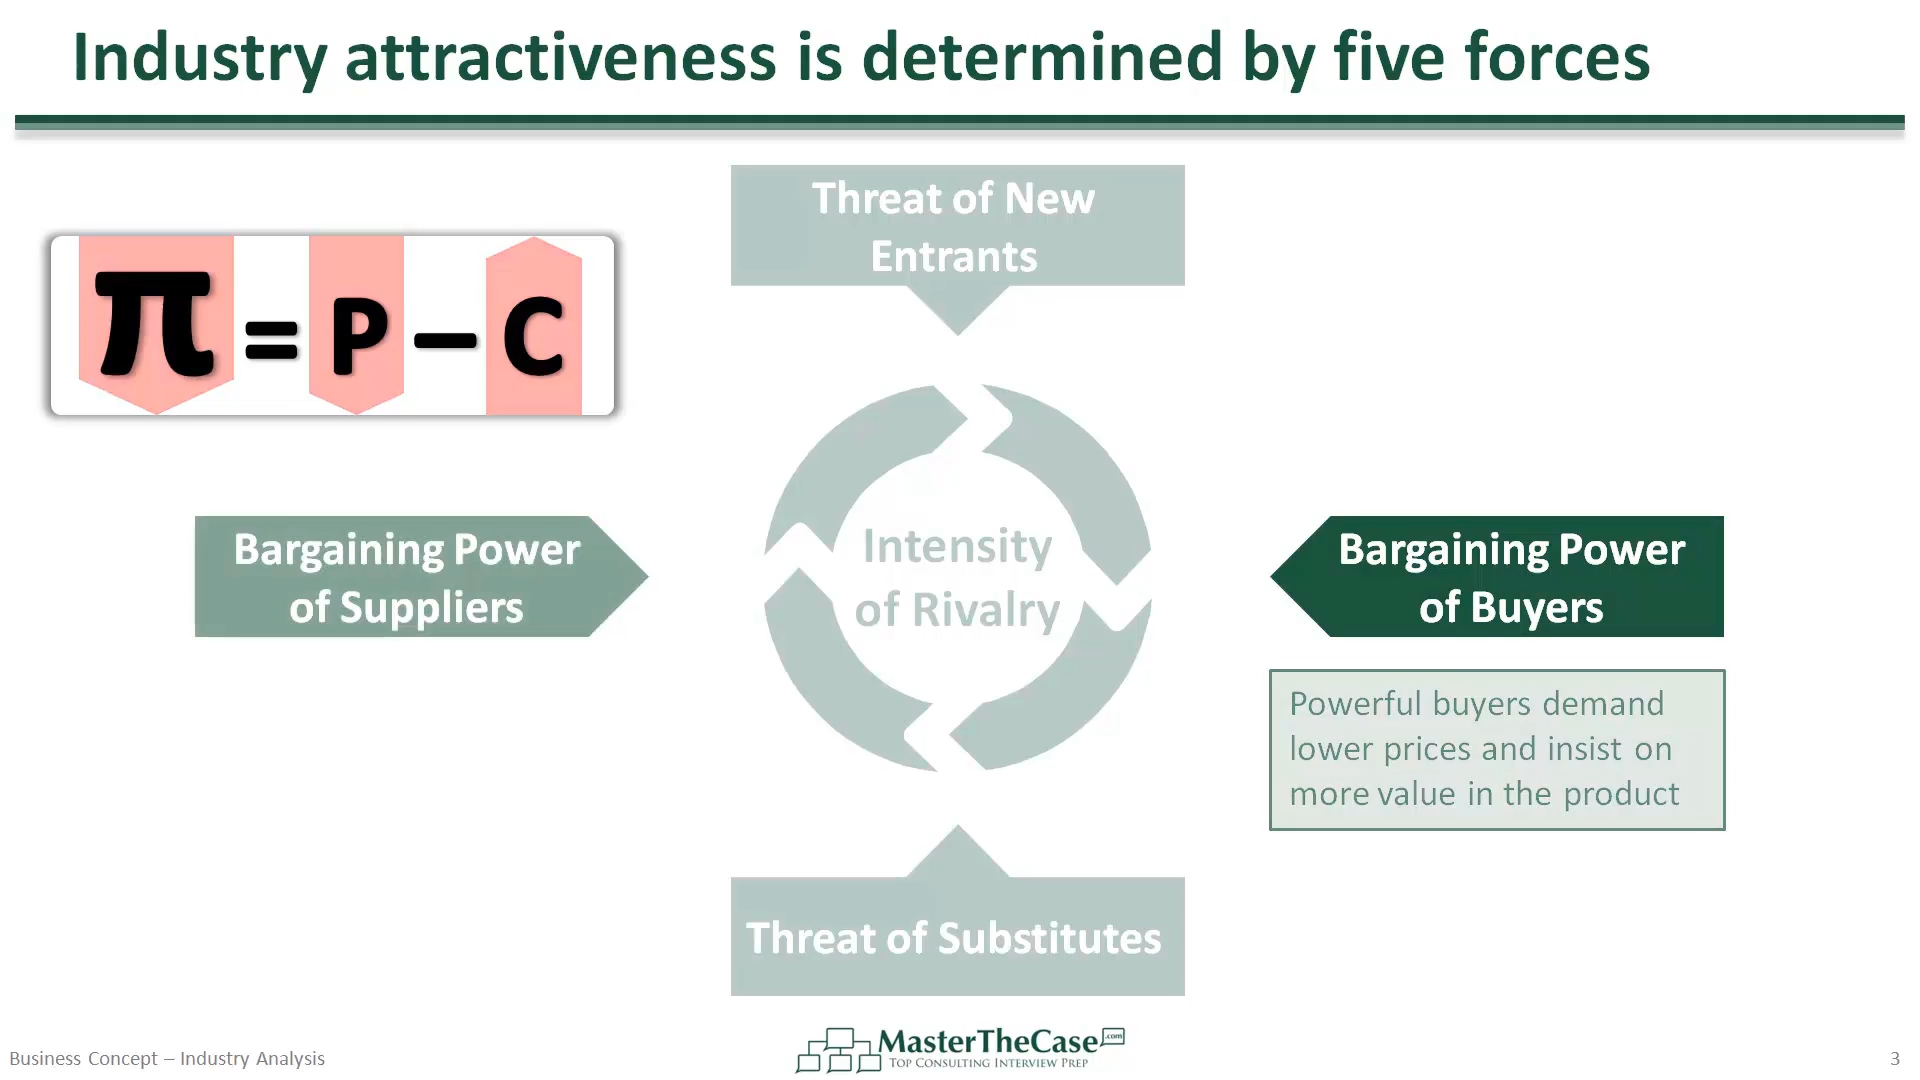 Industry attractiveness is determined by five forces
Threat of New
Entrants
π = P – C
Intensity
of Rivalry
Bargaining Power
of Suppliers
Bargaining Power
of Buyers
Powerful buyers demand
lower prices and insist on
more value in the product
Threat of Substitutes
MasterTheCase.com
TOP CONSULTING INTERVIEW PREP
Business Concept – Industry Analysis
3